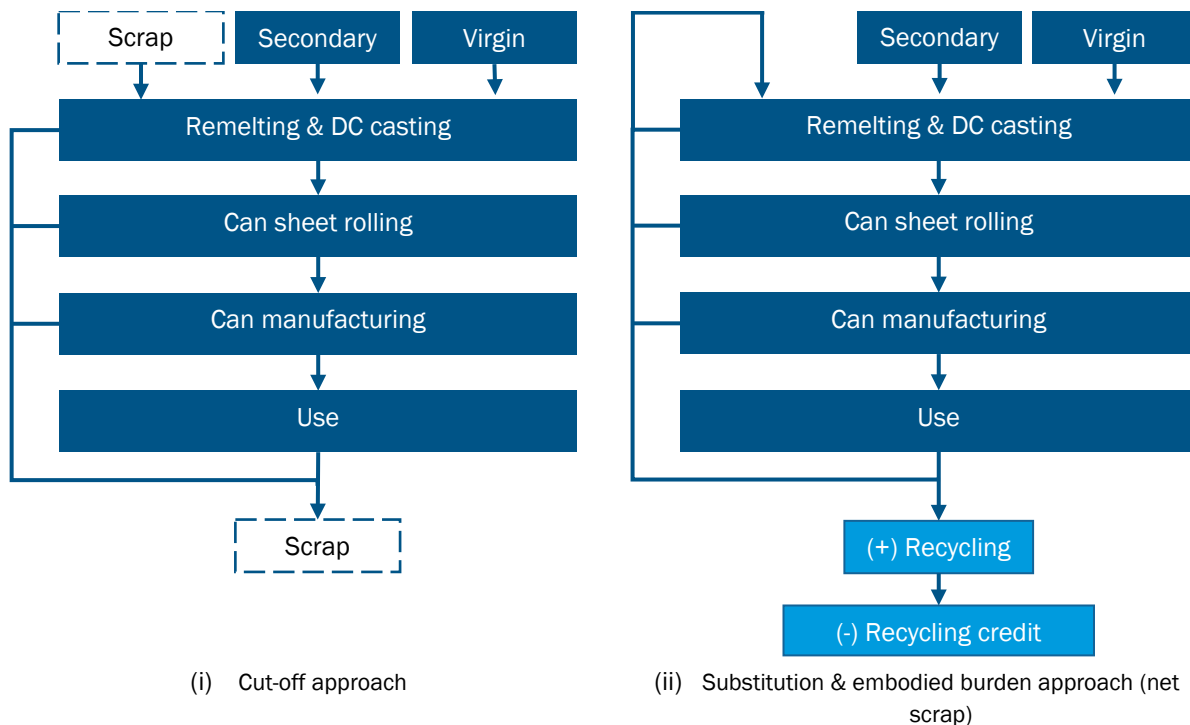 Scrap
Secondary
Virgin
Remelting & DC casting
Can sheet rolling
Can manufacturing
Use
Scrap
(i) Cut-off approach
Secondary
Virgin
Remelting & DC casting
Can sheet rolling
Can manufacturing
Use
(+) Recycling
(-) Recycling credit
(ii) Substitution & embodied burden approach (net
scrap)